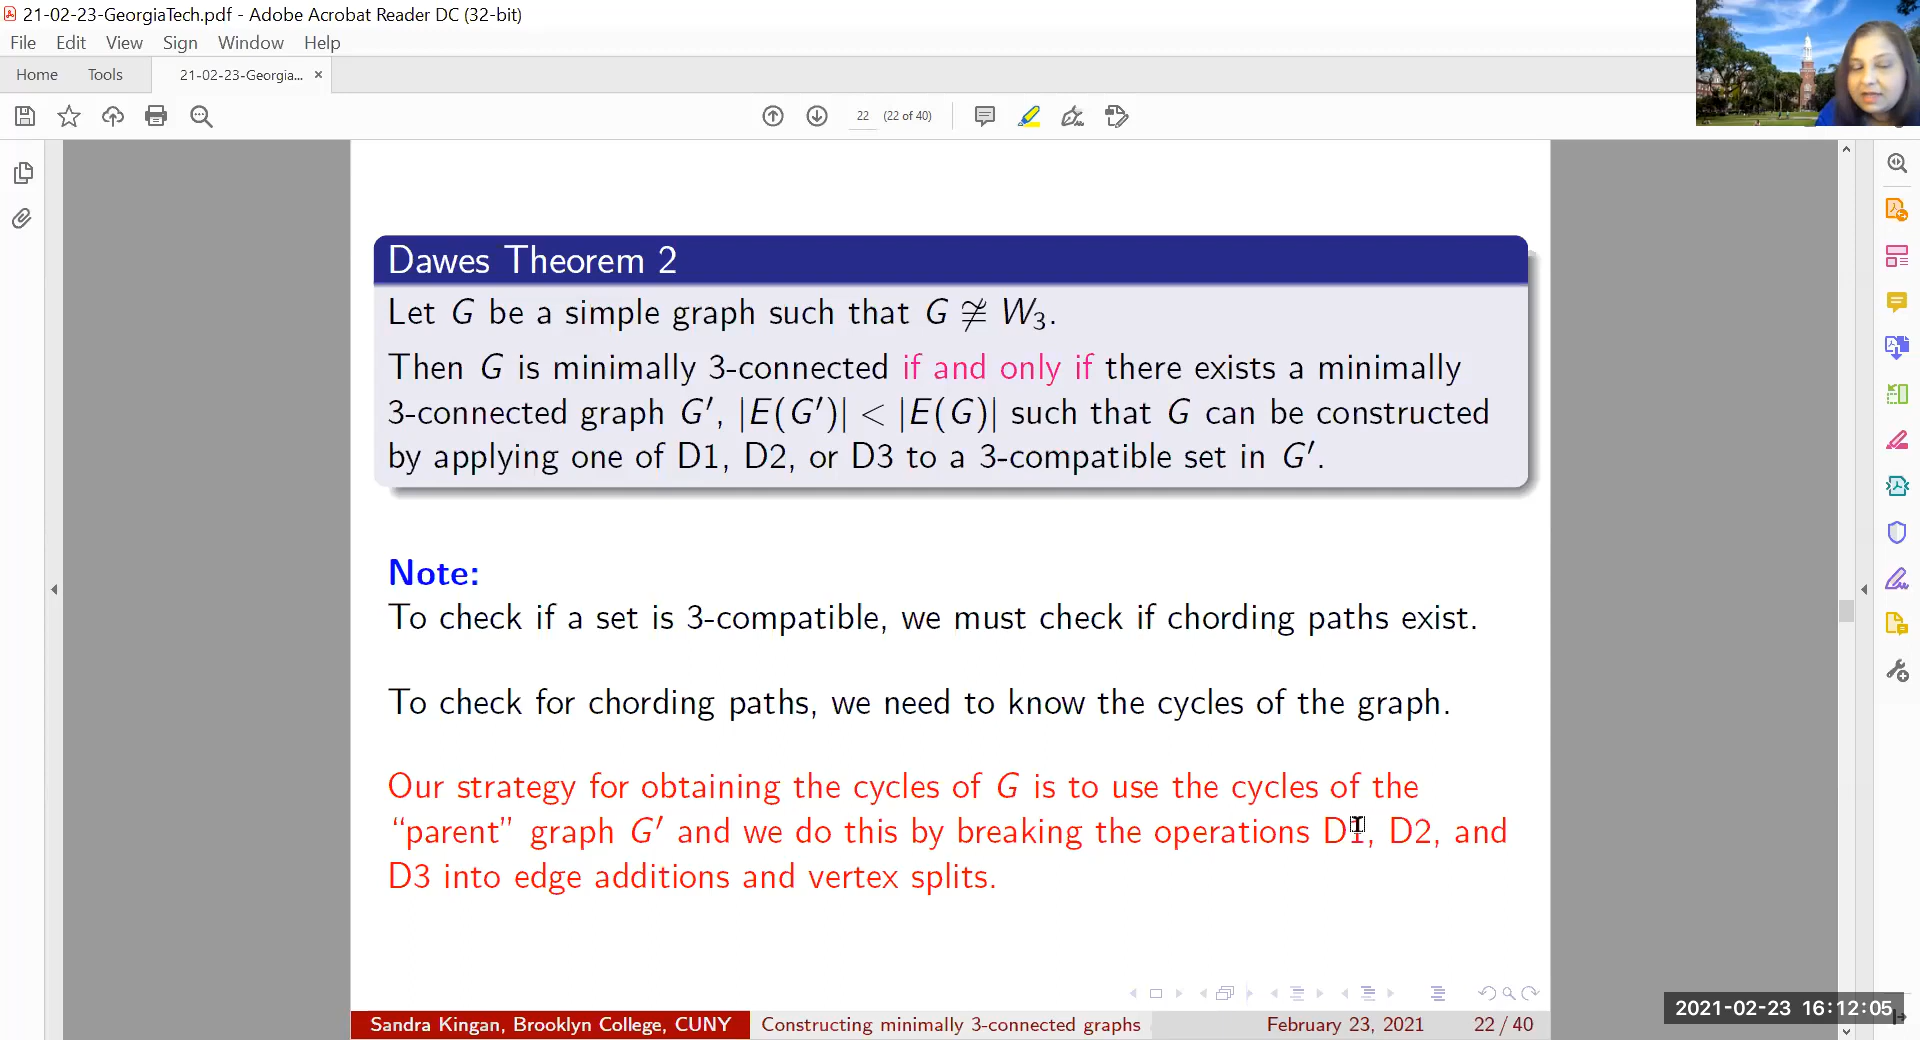 21-02-23-GeorgiaTech.pdf - Adobe Acrobat Reader DC (32-bit)
File Edit View Sign Window Help
Home Tools 21-02-23-Georgia... ×
22 (22 of 40)
Dawes Theorem 2
Let G be a simple graph such that G ≇ W₃.
Then G is minimally 3-connected if and only if there exists a minimally
3-connected graph G′, |E(G′)| < |E(G)| such that G can be constructed
by applying one of D1, D2, or D3 to a 3-compatible set in G′.
Note:
To check if a set is 3-compatible, we must check if chording paths exist.
To check for chording paths, we need to know the cycles of the graph.
Our strategy for obtaining the cycles of G is to use the cycles of the
“parent” graph G′ and we do this by breaking the operations D1, D2, and
D3 into edge additions and vertex splits.
Sandra Kingan, Brooklyn College, CUNY Constructing minimally 3-connected graphs February 23, 2021 22 / 40
2021-02-23 16:12:05